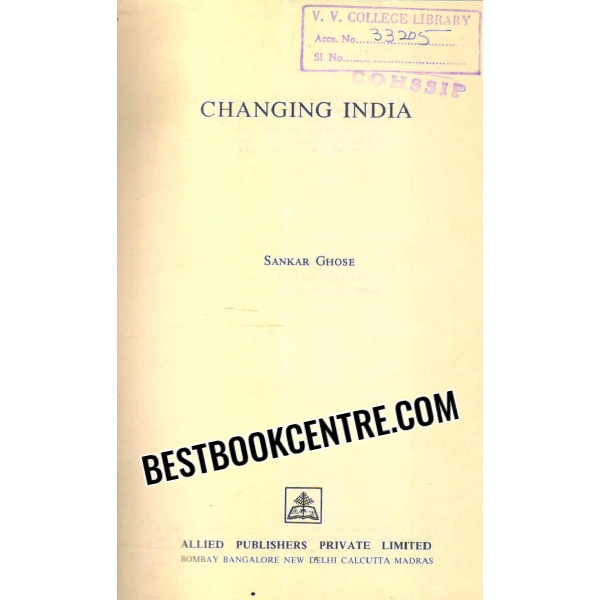 V. V. COLLEGE LIBRARY
Accs. No....33205
Sl No.
COHSSIP
CHANGING INDIA
SANKAR GHOSE
BESTBOOKCENTRE.COM
ALLIED PUBLISHERS PRIVATE LIMITED
BOMBAY BANGALORE NEW DELHI CALCUTTA MADRAS